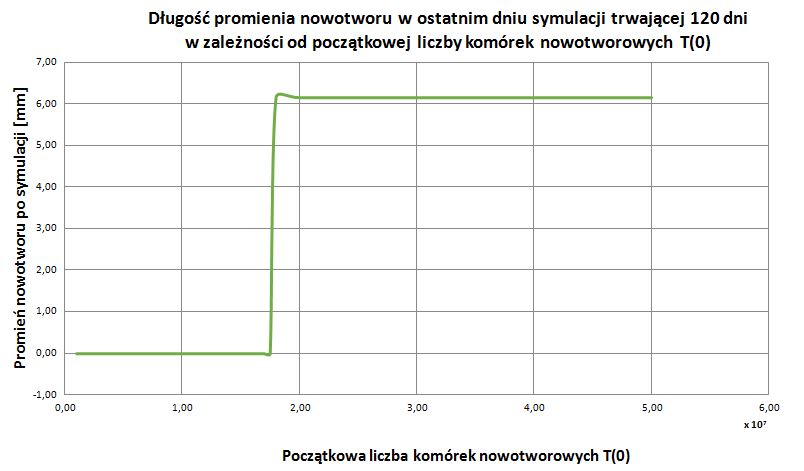 Długość promienia nowotworu w ostatnim dniu symulacji trwającej 120 dni
w zależności od początkowej liczby komórek nowotworowych T(0)
Promień nowotworu po symulacji [mm]
7,00
6,00
5,00
4,00
3,00
2,00
1,00
0,00
-1,00
0,00 1,00 2,00 3,00 4,00 5,00 6,00
x 10⁷
Początkowa liczba komórek nowotworowych T(0)